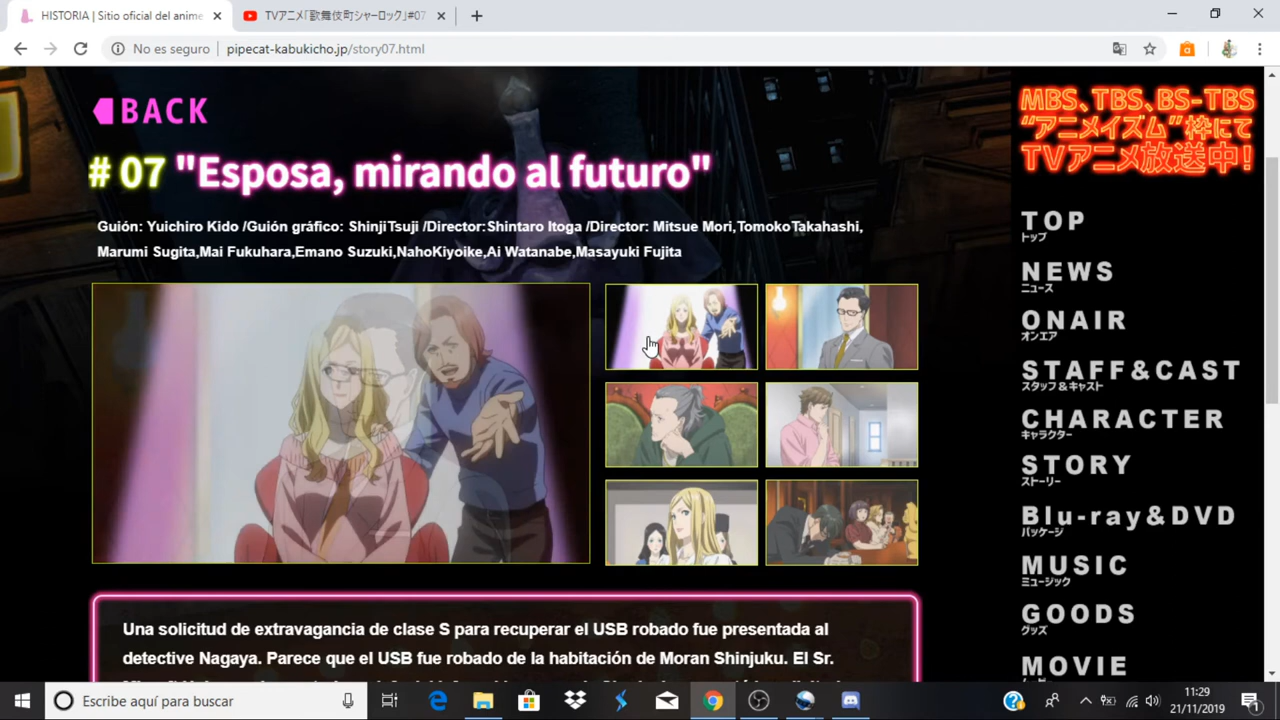 HISTORIA | Sitio oficial del anime
TVアニメ「歌舞伎町シャーロック」#07
No es seguro
pipecat-kabukicho.jp/story07.html
BACK
# 07 "Esposa, mirando al futuro"
Guión: Yuichiro Kido /Guión gráfico: ShinjiTsuji /Director:Shintaro Itoga /Director: Mitsue Mori,TomokoTakahashi,
Marumi Sugita,Mai Fukuhara,Emano Suzuki,NahoKiyoike,Ai Watanabe,Masayuki Fujita
Una solicitud de extravagancia de clase S para recuperar el USB robado fue presentada al
detective Nagaya. Parece que el USB fue robado de la habitación de Moran Shinjuku. El Sr.
MBS、TBS、BS-TBS
“アニメイズム”枠にて
TVアニメ放送中!
TOP
トップ
NEWS
ニュース
ONAIR
オンエア
STAFF&CAST
スタッフ&キャスト
CHARACTER
キャラクター
STORY
ストーリー
Blu-ray&DVD
パッケージ
MUSIC
ミュージック
GOODS
グッズ
MOVIE
Escribe aquí para buscar
11:29
21/11/2019
1